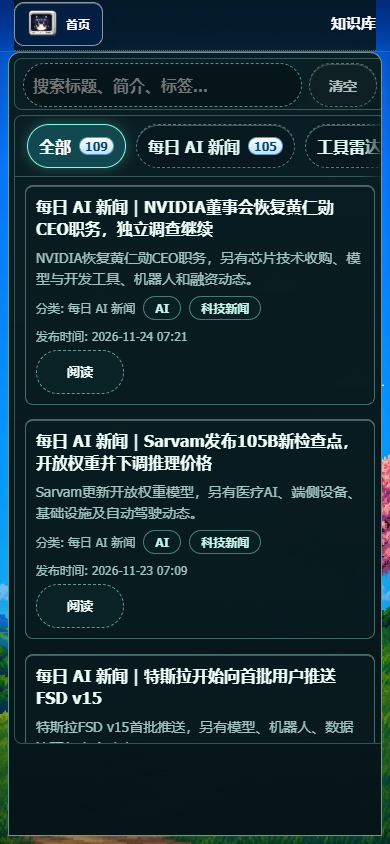 首页
知识库
搜索标题、简介、标签...
清空
全部 109
每日 AI 新闻 105
工具雷达
每日 AI 新闻 | NVIDIA董事会恢复黄仁勋
CEO职务，独立调查继续
NVIDIA恢复黄仁勋CEO职务，另有芯片技术收购、模
型与开发工具、机器人和融资动态。
分类: 每日 AI 新闻 AI 科技新闻
发布时间: 2026-11-24 07:21
阅读
每日 AI 新闻 | Sarvam发布105B新检查点，
开放权重并下调推理价格
Sarvam更新开放权重模型，另有医疗AI、端侧设备、
基础设施及自动驾驶动态。
分类: 每日 AI 新闻 AI 科技新闻
发布时间: 2026-11-23 07:09
阅读
每日 AI 新闻 | 特斯拉开始向首批用户推送
FSD v15
特斯拉FSD v15首批推送，另有模型、机器人、数据